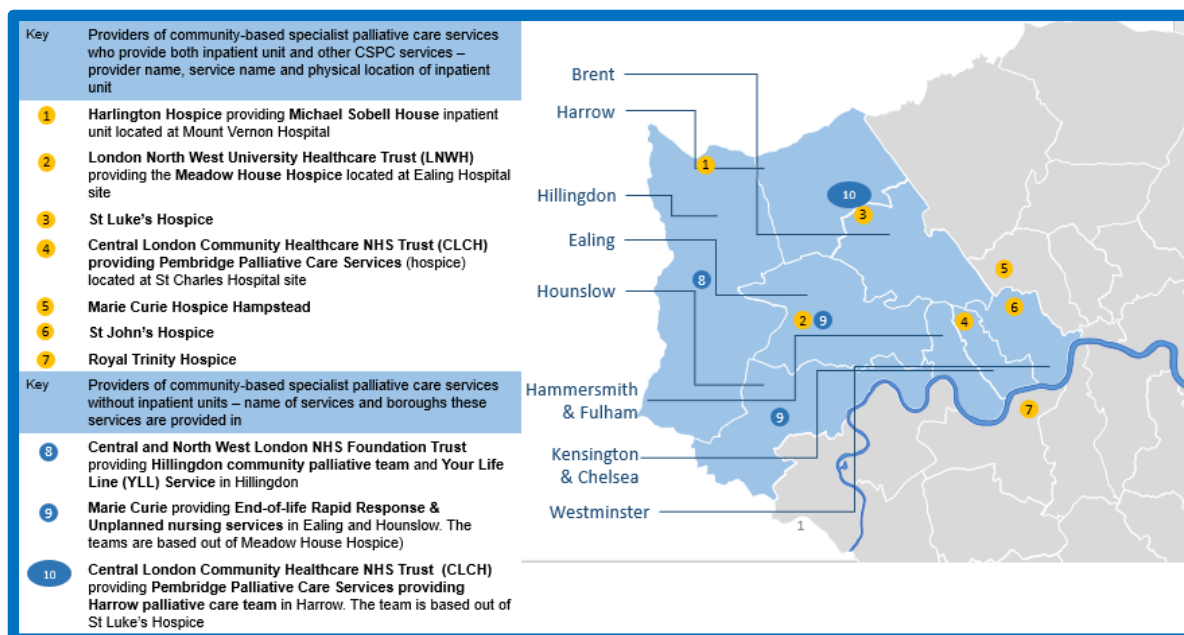 Key
Providers of community-based specialist palliative care services
who provide both inpatient unit and other CSPC services –
provider name, service name and physical location of inpatient
unit
1
Harlington Hospice providing Michael Sobell House inpatient
unit located at Mount Vernon Hospital
2
London North West University Healthcare Trust (LNWH)
providing the Meadow House Hospice located at Ealing Hospital
site
3
St Luke's Hospice
4
Central London Community Healthcare NHS Trust (CLCH)
providing Pembridge Palliative Care Services (hospice)
located at St Charles Hospital site
5
Marie Curie Hospice Hampstead
6
St John's Hospice
7
Royal Trinity Hospice
Key
Providers of community-based specialist palliative care services
without inpatient units – name of services and boroughs these
services are provided in
8
Central and North West London NHS Foundation Trust
providing Hillingdon community palliative team and Your Life
Line (YLL) Service in Hillingdon
9
Marie Curie providing End-of-life Rapid Response &
Unplanned nursing services in Ealing and Hounslow. The
teams are based out of Meadow House Hospice)
10
Central London Community Healthcare NHS Trust (CLCH)
providing Pembridge Palliative Care Services providing
Harrow palliative care team in Harrow. The team is based out of
St Luke's Hospice
Brent
Harrow
Hillingdon
Ealing
Hounslow
Hammersmith
& Fulham
Kensington
& Chelsea
Westminster
1
10
3
8
5
6
2
9
4
7
9
1